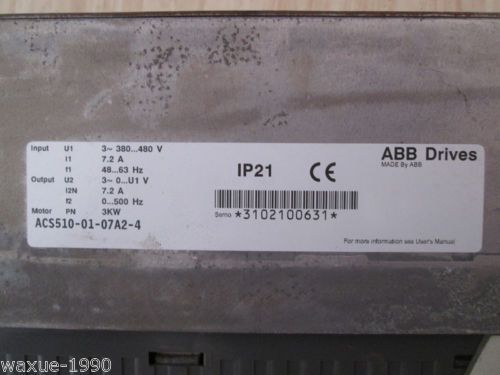 Input U1 3~ 380...480 V
I1 7.2 A
f1 48...63 Hz
Output U2 3~ 0...U1 V
I2N 7.2 A
f2 0...500 Hz
Motor PN 3KW
ACS510-01-07A2-4
IP21 CE
Serno *3102100631*
ABB Drives
MADE By ABB
For more information see User's Manual
waxue-1990